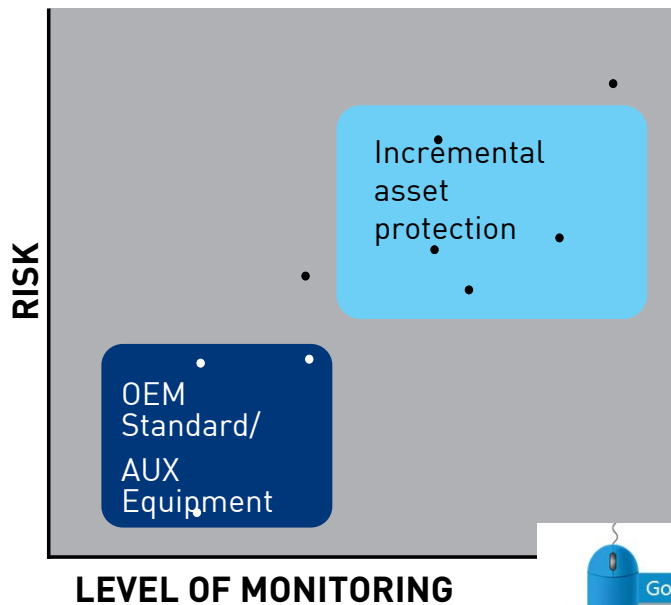 Incremental
asset
protection
RISK
OEM
Standard/
AUX
Equipment
LEVEL OF MONITORING